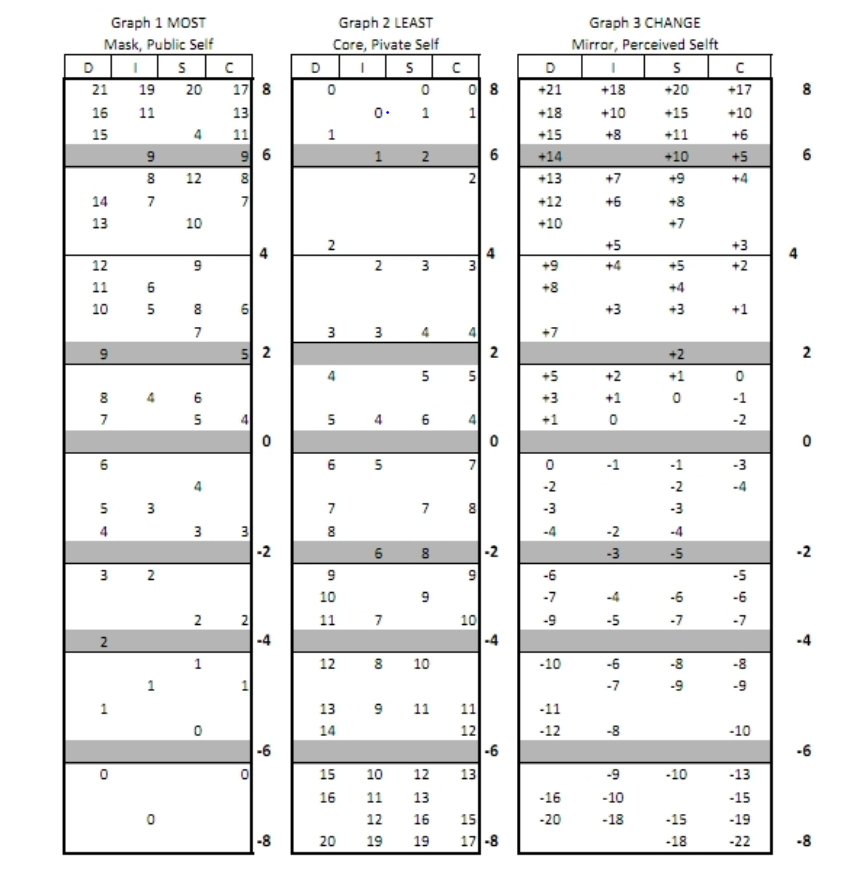 Graph 1 MOST Graph 2 LEAST Graph 3 CHANGE
Mask, Public Self Core, Pivate Self Mirror, Perceived Selft
D I S C D I S C D I S C
21 19 20 17 8 0 0 0 8 +21 +18 +20 +17 8
16 11 13 0 1 1 +18 +10 +15 +10
15 4 11 1 +15 +8 +11 +6
9 9 6 1 2 6 +14 +10 +5 6
8 12 8 2 +13 +7 +9 +4
14 7 7 +12 +6 +8
13 10 +10 +7
2 +5 +3
4 4 4
12 9 2 3 3 +9 +4 +5 +2
11 6 +8 +4
10 5 8 6 +3 +3 +1
7 3 3 4 4 +7
9 5 2 2 +2 2
4 5 5 +5 +2 +1 0
8 4 6 +3 +1 0 -1
7 5 4 5 4 6 4 +1 0 -2
0 0 0
6 6 5 7 0 -1 -1 -3
4 -2 -2 -4
5 3 7 7 8 -3 -3
4 3 3 8 -4 -2 -4
-2 6 8 -2 -3 -5 -2
3 2 9 9 -6 -5
10 9 -7 -4 -6 -6
2 2 11 7 10 -9 -5 -7 -7
2 -4 -4 -4
1 12 8 10 -10 -6 -8 -8
1 1 -7 -9 -9
1 13 9 11 11 -11
0 14 12 -12 -8 -10
-6 -6 -6
0 0 15 10 12 13 -9 -10 -13
16 11 13 -16 -10 -15
0 12 16 15 -20 -18 -15 -19
-8 20 19 19 17 -8 -18 -22 -8